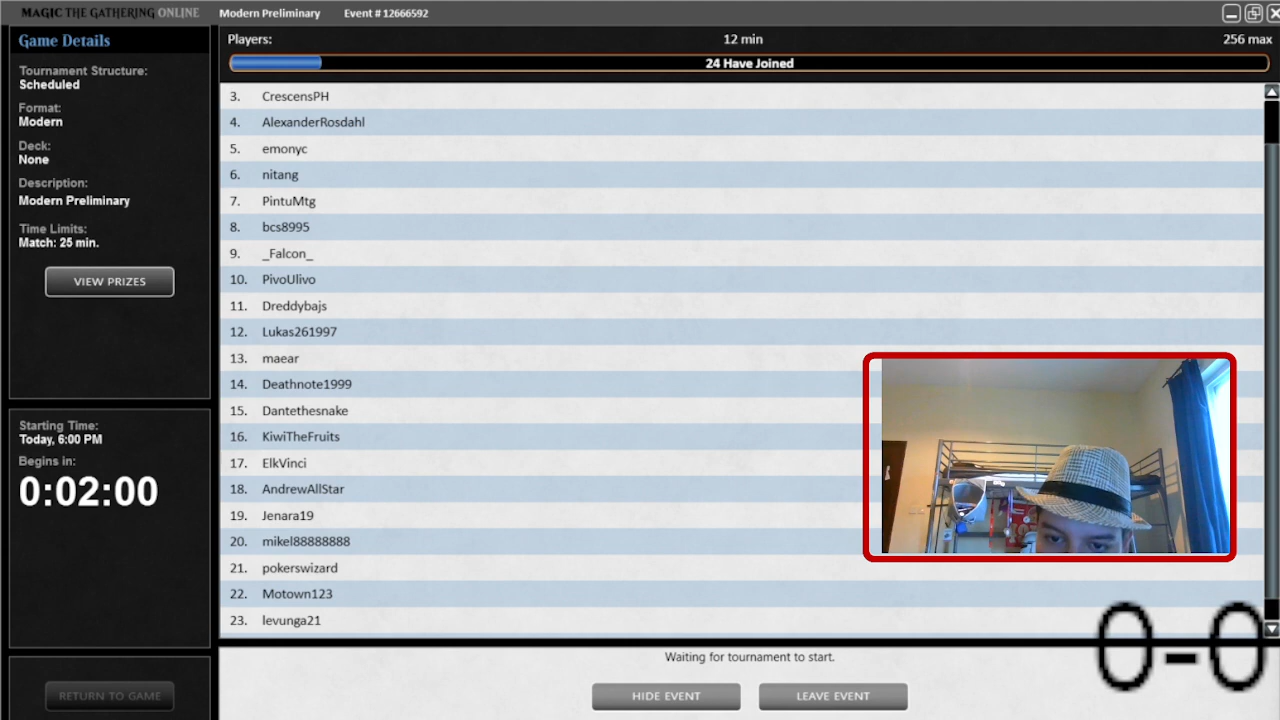 MAGIC THE GATHERING ONLINE Modern Preliminary Event # 12666592
Game Details
Tournament Structure:
Scheduled
Format:
Modern
Deck:
None
Description:
Modern Preliminary
Time Limits:
Match: 25 min.
VIEW PRIZES
Starting Time:
Today, 6:00 PM
Begins in:
0:02:00
RETURN TO GAME
Players: 12 min 256 max
24 Have Joined
3. CrescensPH
4. AlexanderRosdahl
5. emonyc
6. nitang
7. PintuMtg
8. bcs8995
9. _Falcon_
10. PivoUlivo
11. Dreddybajs
12. Lukas261997
13. maear
14. Deathnote1999
15. Dantethesnake
16. KiwiTheFruits
17. ElkVinci
18. AndrewAllStar
19. Jenara19
20. mikel88888888
21. pokerswizard
22. Motown123
23. levunga21
Waiting for tournament to start.
HIDE EVENT LEAVE EVENT
0-0